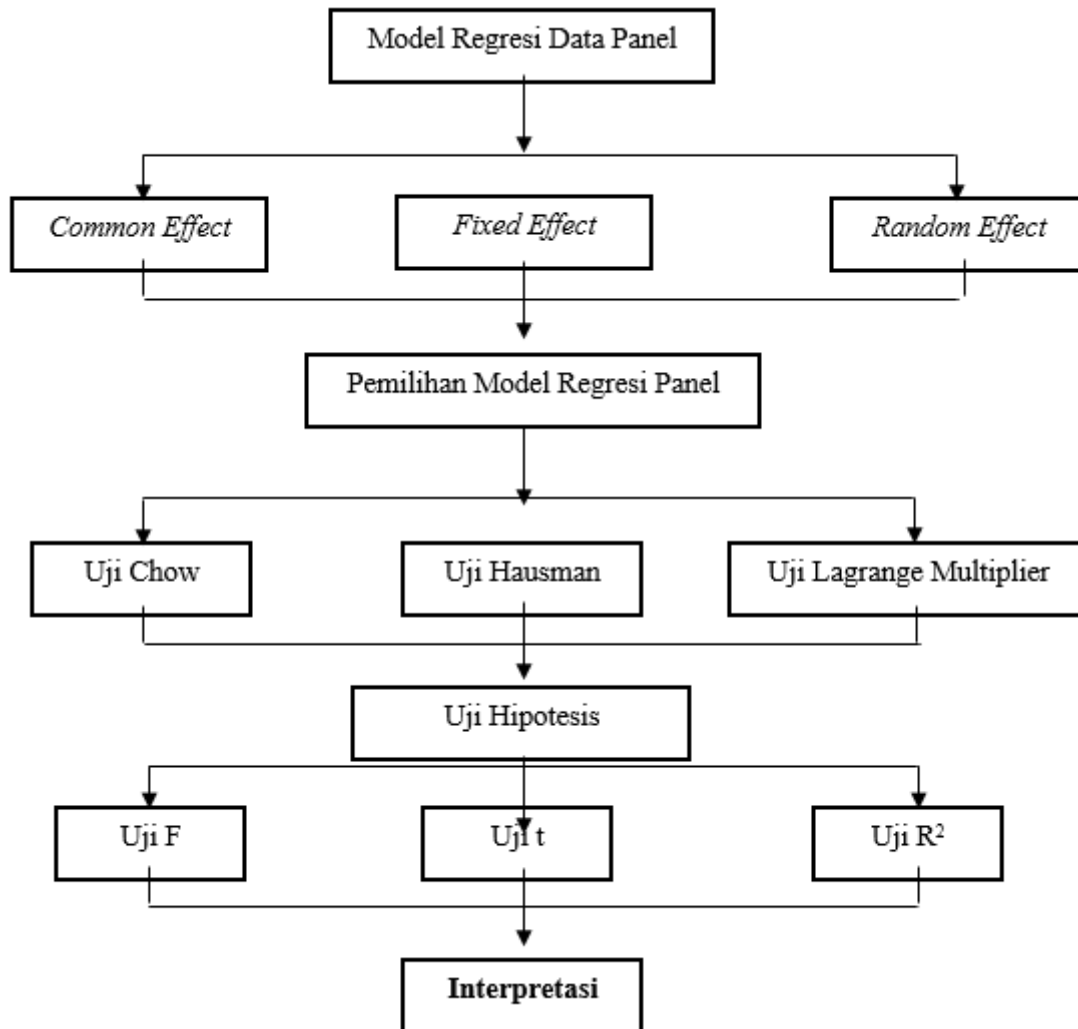 Model Regresi Data Panel
Common Effect
Fixed Effect
Random Effect
Pemilihan Model Regresi Panel
Uji Chow
Uji Hausman
Uji Lagrange Multiplier
Uji Hipotesis
Uji F
Uji t
Uji R²
Interpretasi